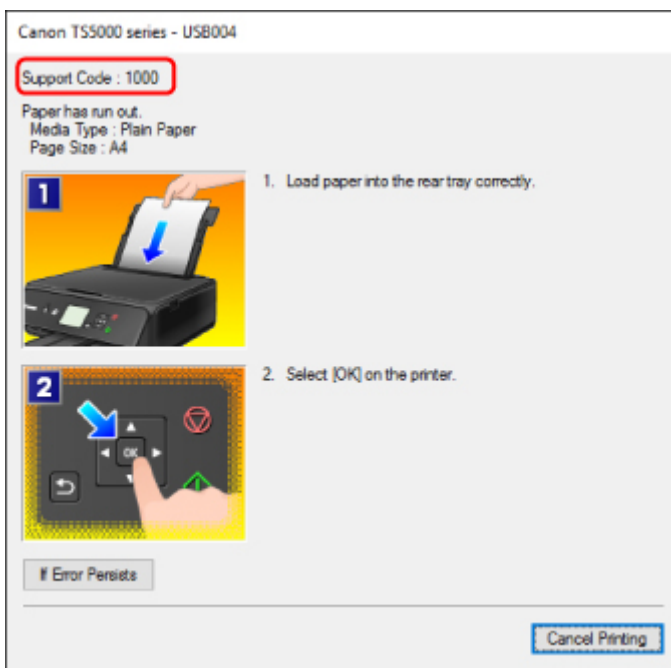 Canon TS5000 series - USB004
Support Code : 1000
Paper has run out.
Media Type : Plain Paper
Page Size : A4
1
1. Load paper into the rear tray correctly.
2
2. Select [OK] on the printer.
OK
If Error Persists
Cancel Printing